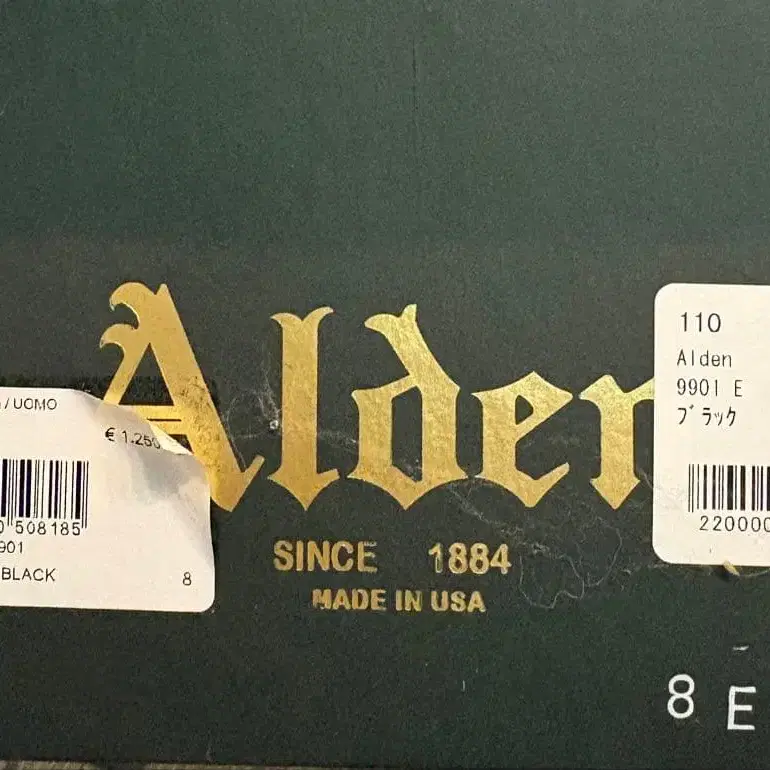 Alden
SINCE 1884
MADE IN USA
/ UOMO
€ 1.250
508185
901
BLACK
8
110
Alden
9901 E
ブラック
220000
8 E